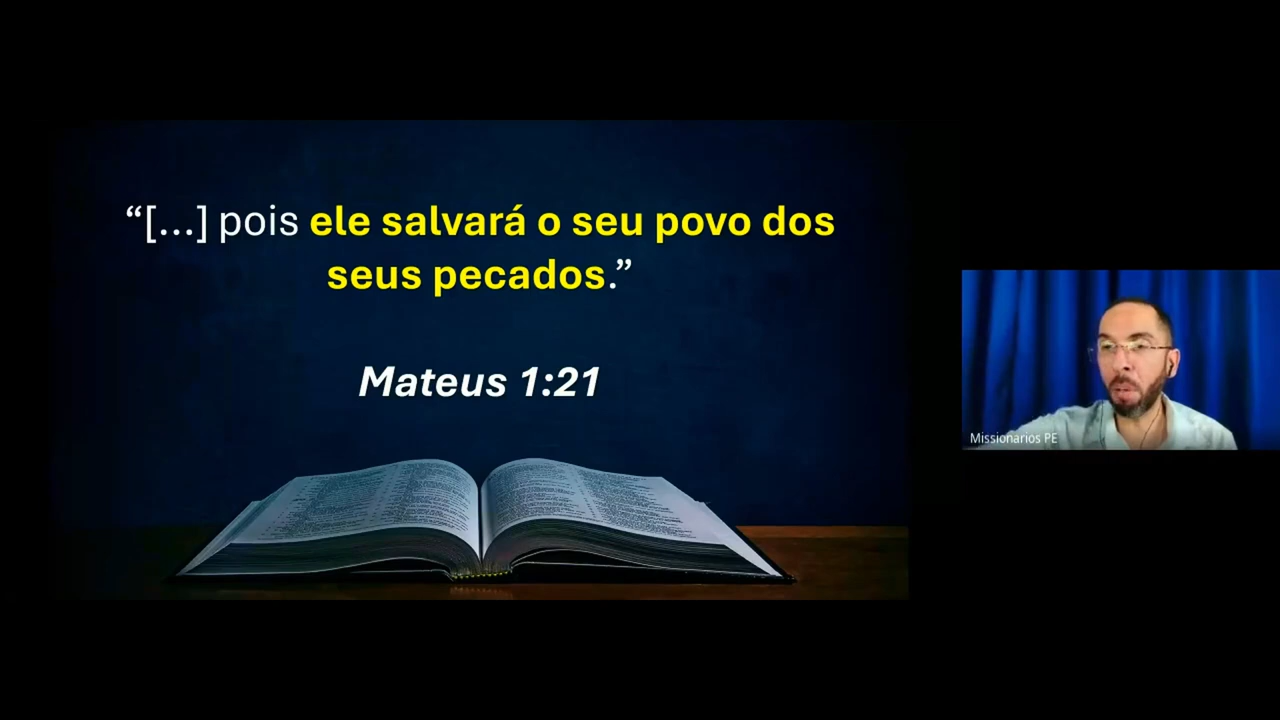 “[...] pois ele salvará o seu povo dos
seus pecados.”
Mateus 1:21
Missionarios PE